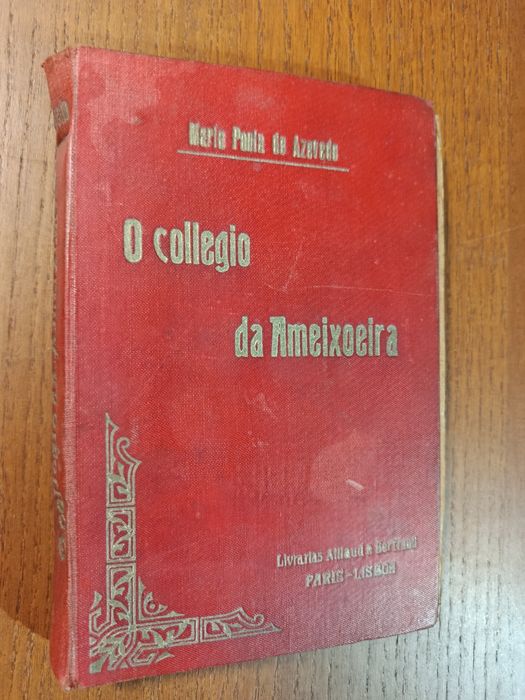 Maria Paula de Azevedo
O collegio
da Ameixoeira
Livrarias Aillaud e Bertrand
PARIS-LISBOA